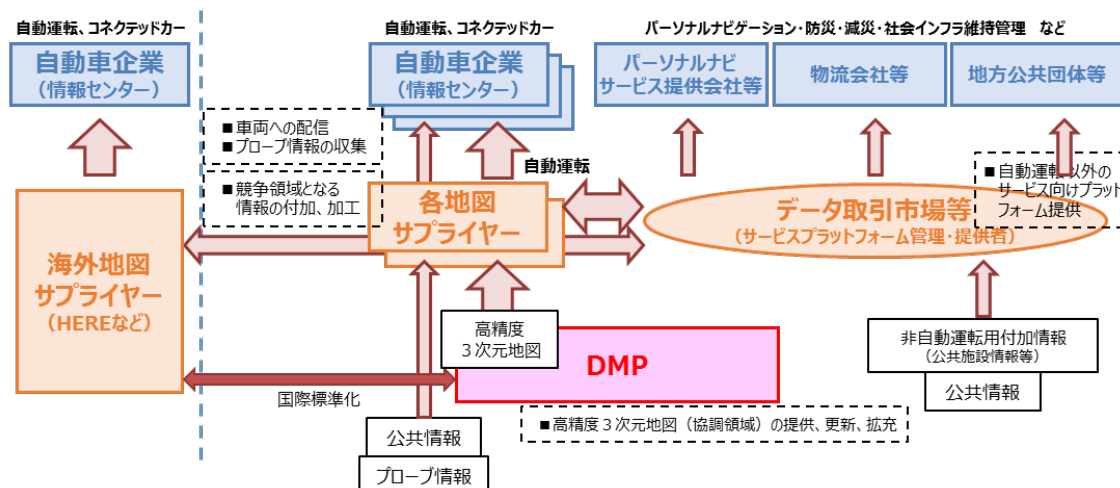 自動運転、コネクテッドカー
自動車企業
（情報センター）
自動運転、コネクテッドカー
自動車企業
（情報センター）
パーソナルナビゲーション・防災・減災・社会インフラ維持管理　など
パーソナルナビ
サービス提供会社等
物流会社等
地方公共団体等
■車両への配信
■プローブ情報の収集
■競争領域となる
情報の付加、加工
自動運転
各地図
サプライヤー
■自動運転以外の
サービス向けプラット
フォーム提供
データ取引市場等
（サービスプラットフォーム管理・提供者）
海外地図
サプライヤー
（HEREなど）
高精度
３次元地図
DMP
国際標準化
■高精度３次元地図（協調領域）の提供、更新、拡充
公共情報
プローブ情報
非自動運転用付加情報
（公共施設情報等）
公共情報